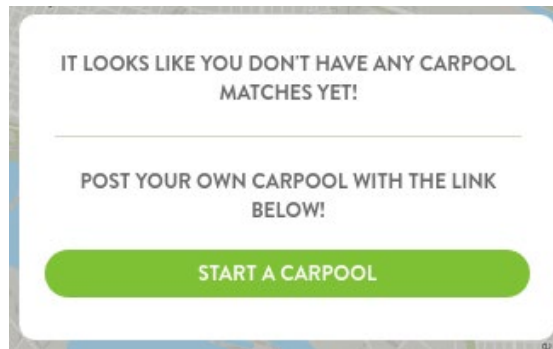 IT LOOKS LIKE YOU DON'T HAVE ANY CARPOOL
MATCHES YET!
POST YOUR OWN CARPOOL WITH THE LINK
BELOW!
START A CARPOOL